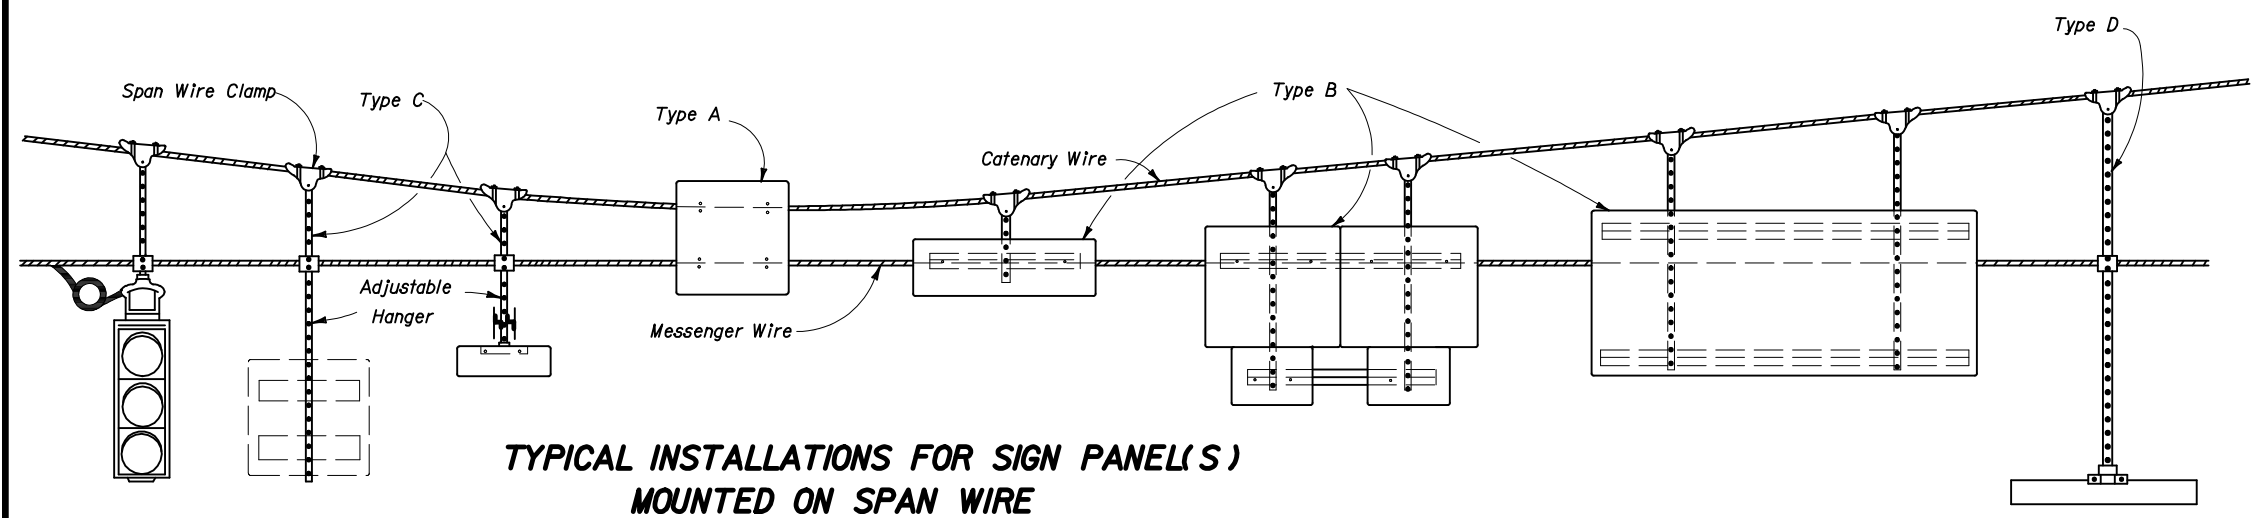 Type D
Span Wire Clamp
Type C
Type A
Type B
Catenary Wire
Adjustable
Hanger
Messenger Wire
TYPICAL INSTALLATIONS FOR SIGN PANEL(S)
MOUNTED ON SPAN WIRE